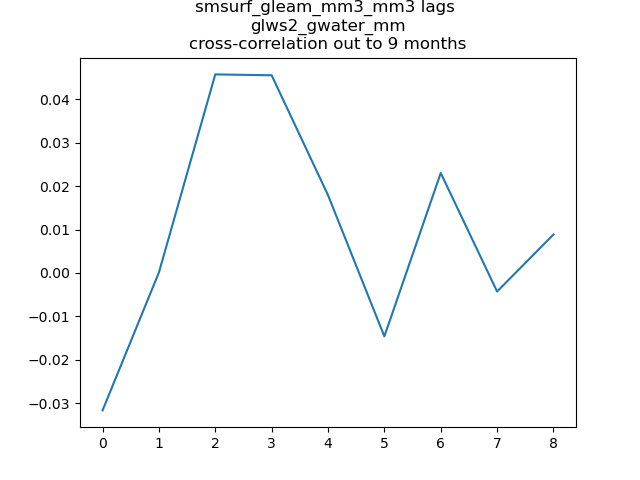 smsurf_gleam_mm3_mm3 lags
glws2_gwater_mm
cross-correlation out to 9 months
0.04
0.03
0.02
0.01
0.00
−0.01
−0.02
−0.03
0 1 2 3 4 5 6 7 8